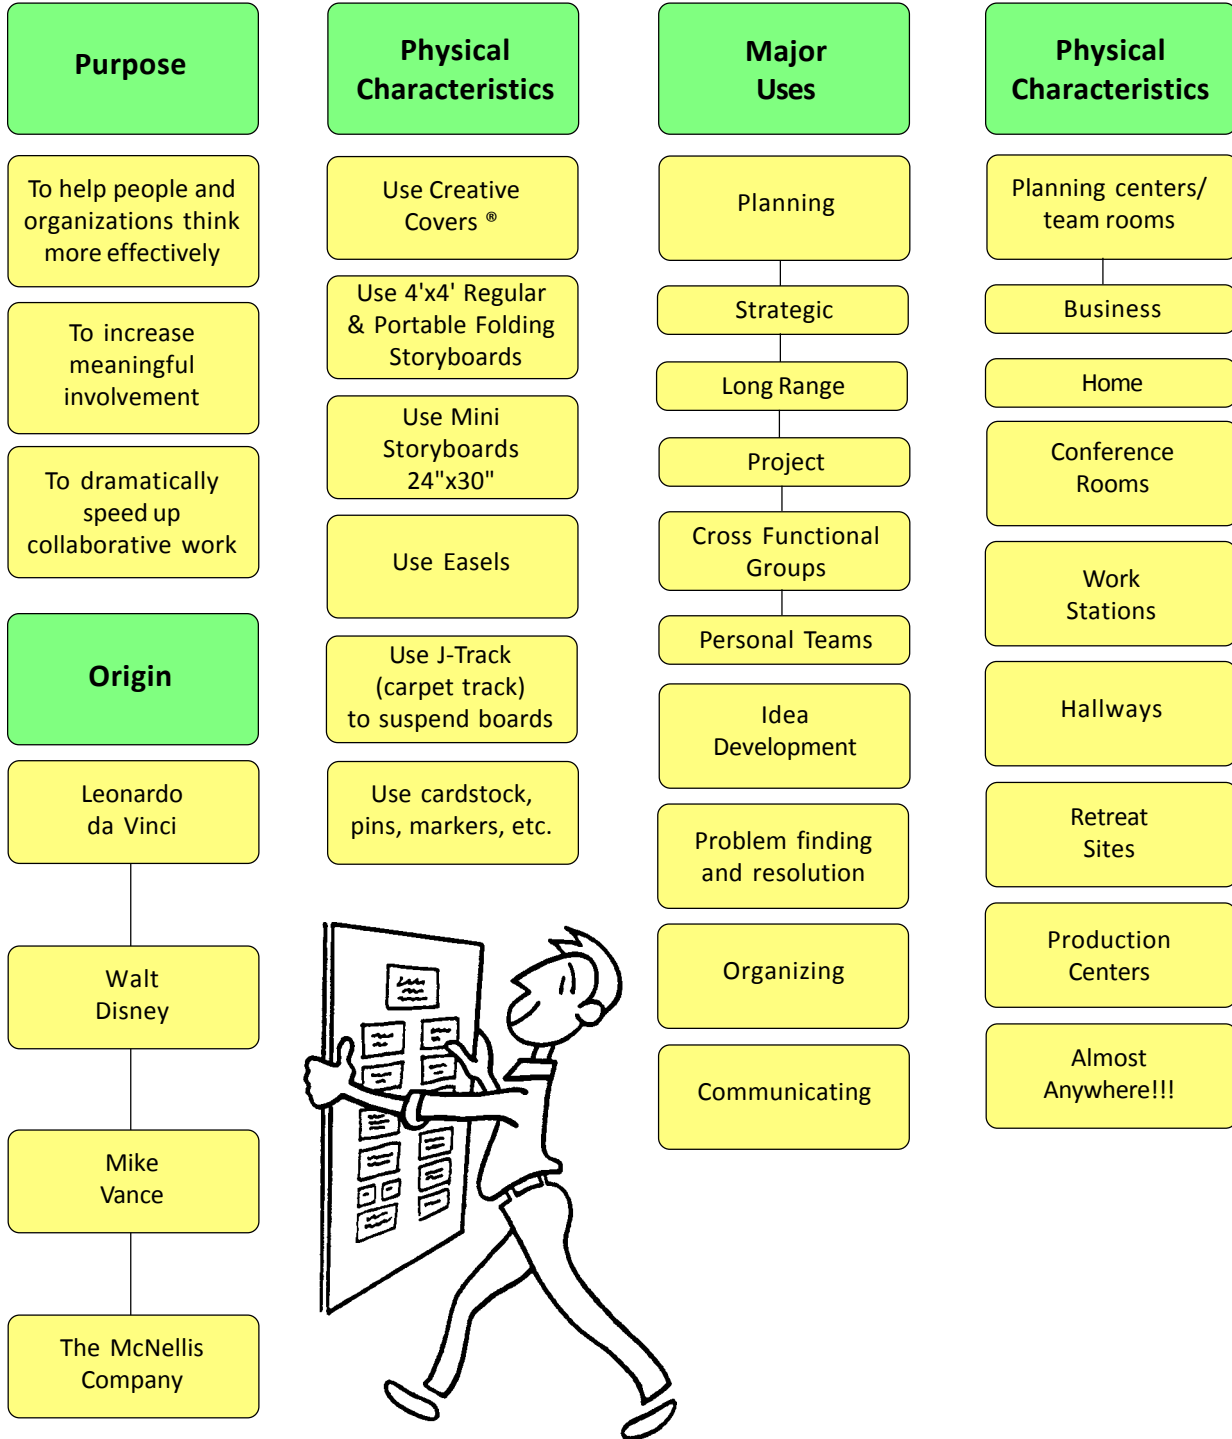 Purpose
To help people and
organizations think
more effectively
To increase
meaningful
involvement
To dramatically
speed up
collaborative work
Origin
Leonardo
da Vinci
Walt
Disney
Mike
Vance
The McNellis
Company
Physical
Characteristics
Use Creative
Covers ®
Use 4'x4' Regular
& Portable Folding
Storyboards
Use Mini
Storyboards
24"x30"
Use Easels
Use J-Track
(carpet track)
to suspend boards
Use cardstock,
pins, markers, etc.
Major
Uses
Planning
Strategic
Long Range
Project
Cross Functional
Groups
Personal Teams
Idea
Development
Problem finding
and resolution
Organizing
Communicating
Physical
Characteristics
Planning centers/
team rooms
Business
Home
Conference
Rooms
Work
Stations
Hallways
Retreat
Sites
Production
Centers
Almost
Anywhere!!!